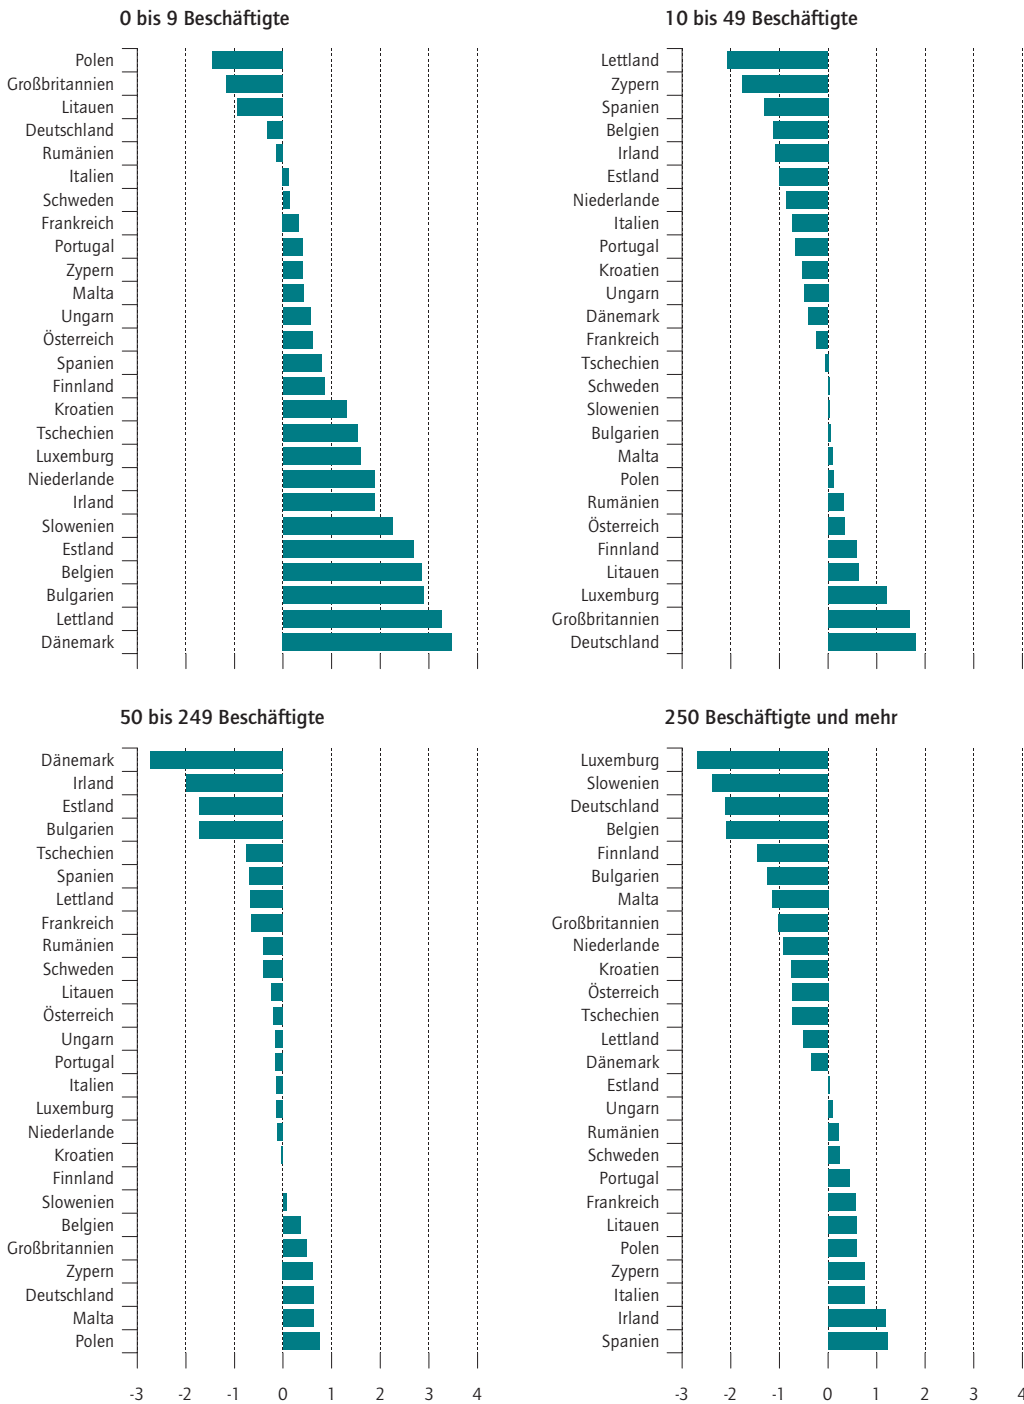 0 bis 9 Beschäftigte
Polen
Großbritannien
Litauen
Deutschland
Rumänien
Italien
Schweden
Frankreich
Portugal
Zypern
Malta
Ungarn
Österreich
Spanien
Finnland
Kroatien
Tschechien
Luxemburg
Niederlande
Irland
Slowenien
Estland
Belgien
Bulgarien
Lettland
Dänemark
10 bis 49 Beschäftigte
Lettland
Zypern
Spanien
Belgien
Irland
Estland
Niederlande
Italien
Portugal
Kroatien
Ungarn
Dänemark
Frankreich
Tschechien
Schweden
Slowenien
Bulgarien
Malta
Polen
Rumänien
Österreich
Finnland
Litauen
Luxemburg
Großbritannien
Deutschland
50 bis 249 Beschäftigte
Dänemark
Irland
Estland
Bulgarien
Tschechien
Spanien
Lettland
Frankreich
Rumänien
Schweden
Litauen
Österreich
Ungarn
Portugal
Italien
Luxemburg
Niederlande
Kroatien
Finnland
Slowenien
Belgien
Großbritannien
Zypern
Deutschland
Malta
Polen
-3 -2 -1 0 1 2 3 4
250 Beschäftigte und mehr
Luxemburg
Slowenien
Deutschland
Belgien
Finnland
Bulgarien
Malta
Großbritannien
Niederlande
Kroatien
Österreich
Tschechien
Lettland
Dänemark
Estland
Ungarn
Rumänien
Schweden
Portugal
Frankreich
Litauen
Polen
Zypern
Italien
Irland
Spanien
-3 -2 -1 0 1 2 3 4